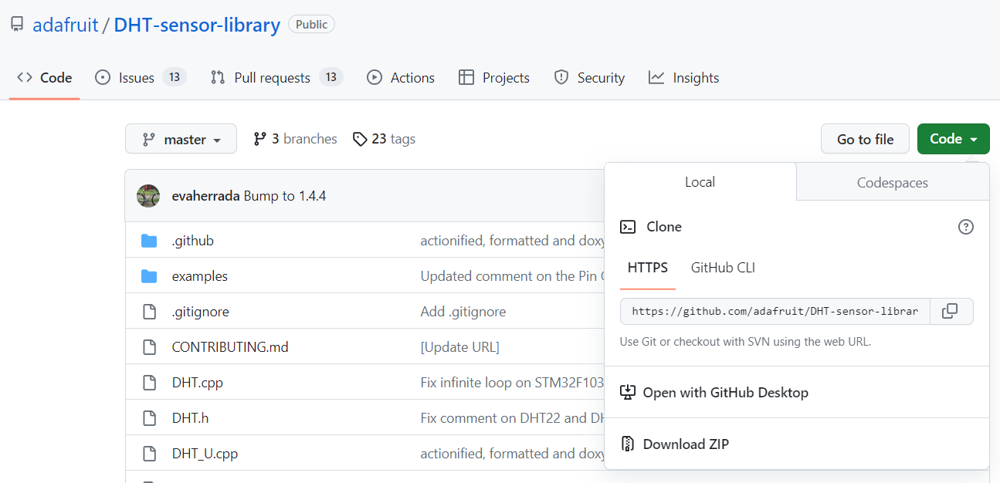 adafruit / DHT-sensor-library Public
Code Issues 13 Pull requests 13 Actions Projects Security Insights
master 3 branches 23 tags Go to file Code
evaherrada Bump to 1.4.4
.github actionified, formatted and doxy
examples Updated comment on the Pin
.gitignore Add .gitignore
CONTRIBUTING.md [Update URL]
DHT.cpp Fix infinite loop on STM32F103
DHT.h Fix comment on DHT22 and DH
DHT_U.cpp actionified, formatted and doxy
Local Codespaces
Clone
HTTPS GitHub CLI
https://github.com/adafruit/DHT-sensor-librar
Use Git or checkout with SVN using the web URL.
Open with GitHub Desktop
Download ZIP